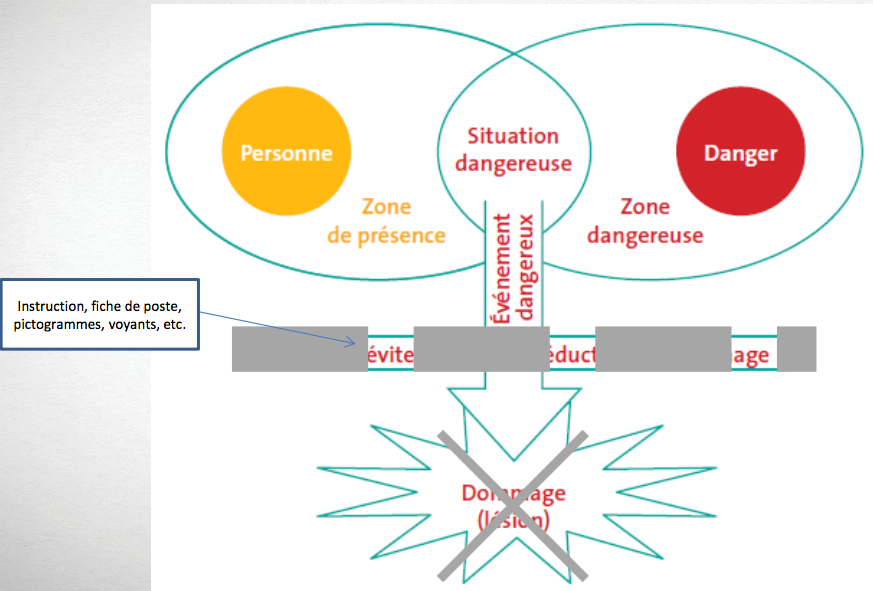 Personne
Situation
dangereuse
Danger
Zone
de présence
Zone
dangereuse
Événement
dangereux
Instruction, fiche de poste,
pictogrammes, voyants, etc.
évite éduct age
Dommage
(lésion)